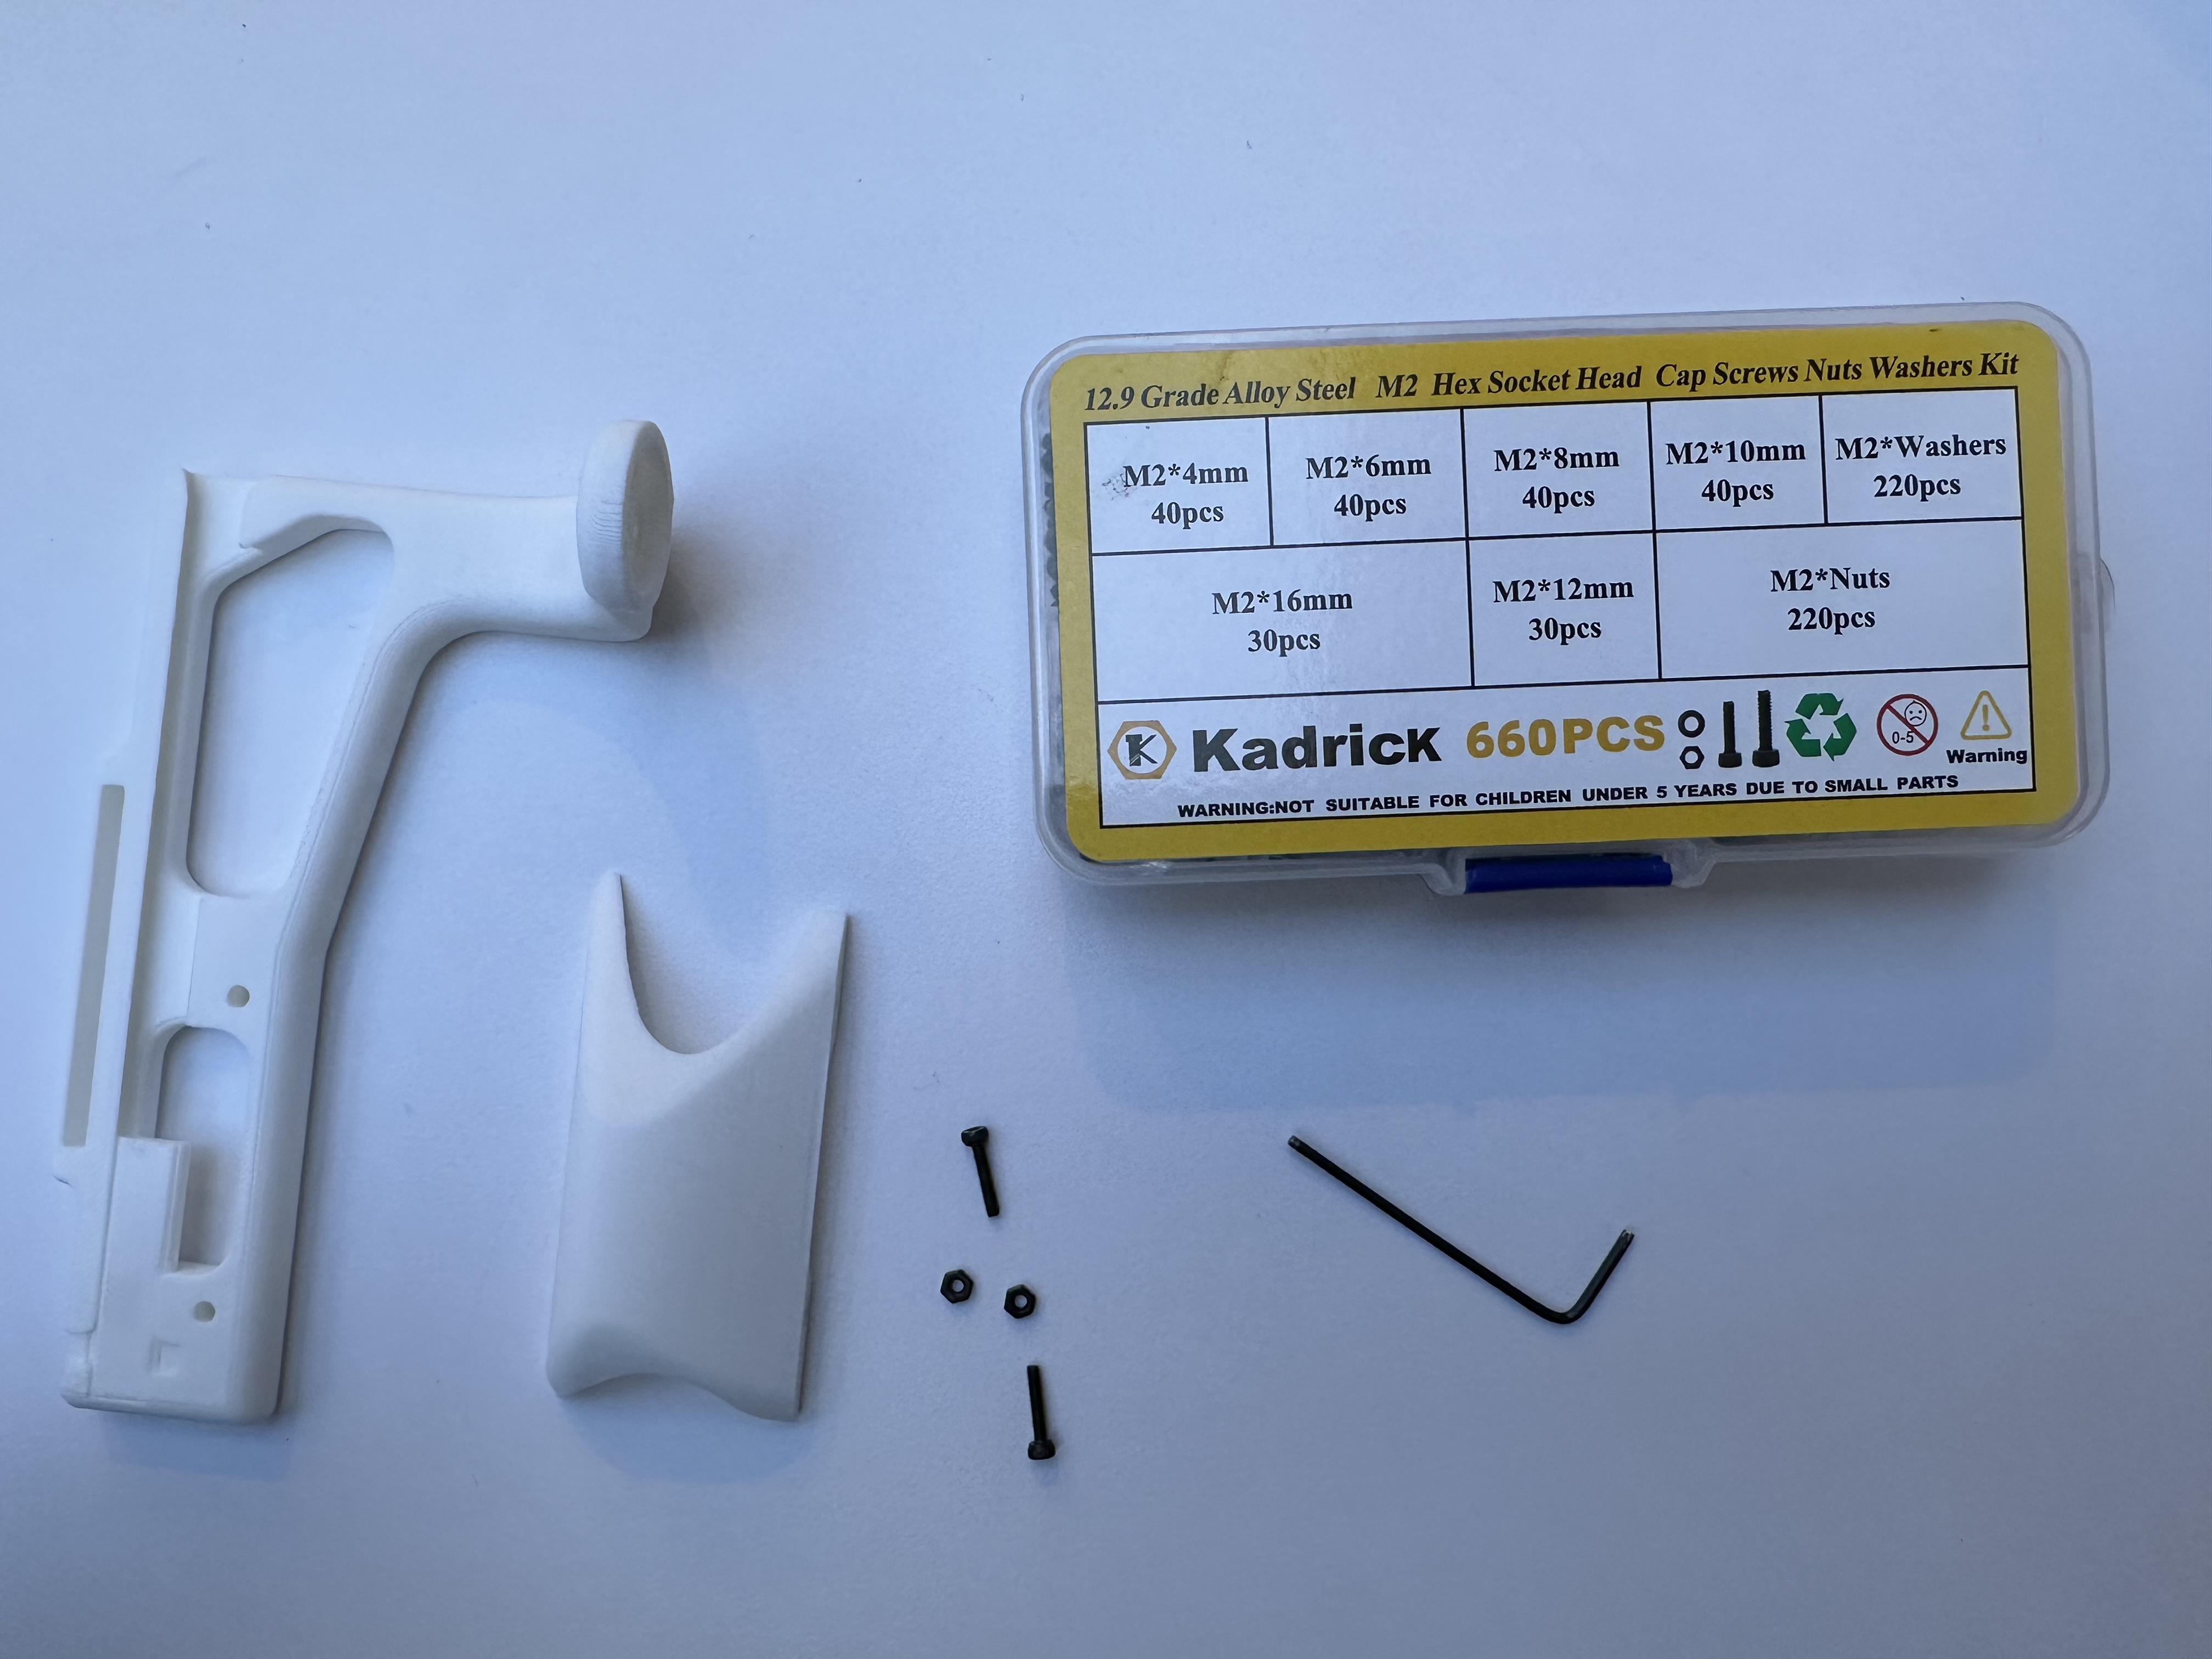 12.9 Grade Alloy Steel M2 Hex Socket Head Cap Screws Nuts Washers Kit
M2*4mm
40pcs
M2*6mm
40pcs
M2*8mm
40pcs
M2*10mm
40pcs
M2*Washers
220pcs
M2*16mm
30pcs
M2*12mm
30pcs
M2*Nuts
220pcs
K Kadrick 660PCS
0-5
Warning
WARNING:NOT SUITABLE FOR CHILDREN UNDER 5 YEARS DUE TO SMALL PARTS